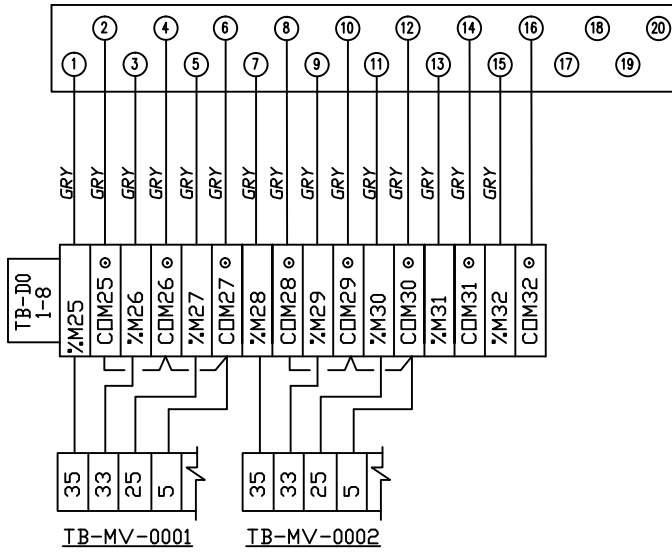 2 4 6 8 10 12 14 16 18 20
1 3 5 7 9 11 13 15 17 19
GRY GRY GRY GRY GRY GRY GRY GRY GRY GRY GRY GRY GRY GRY GRY
TB-DO
1-8
%M25
COM25
%M26
COM26
%M27
COM27
%M28
COM28
%M29
COM29
%M30
COM30
%M31
COM31
%M32
COM32
35 33 25 5
35 33 25 5
TB-MV-0001
TB-MV-0002